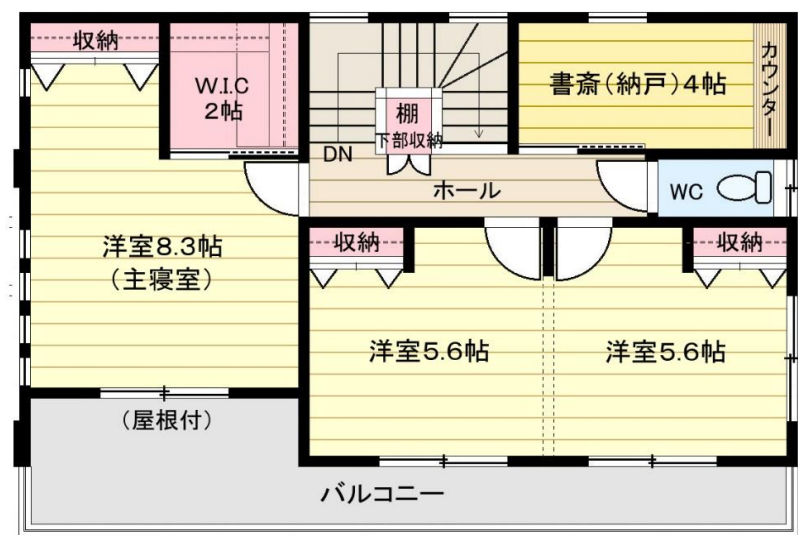 収納
W.I.C
2帖
棚
下部収納
DN
ホール
書斎(納戸)4帖
カウンター
WC
洋室8.3帖
(主寝室)
収納
収納
洋室5.6帖
洋室5.6帖
(屋根付)
バルコニー